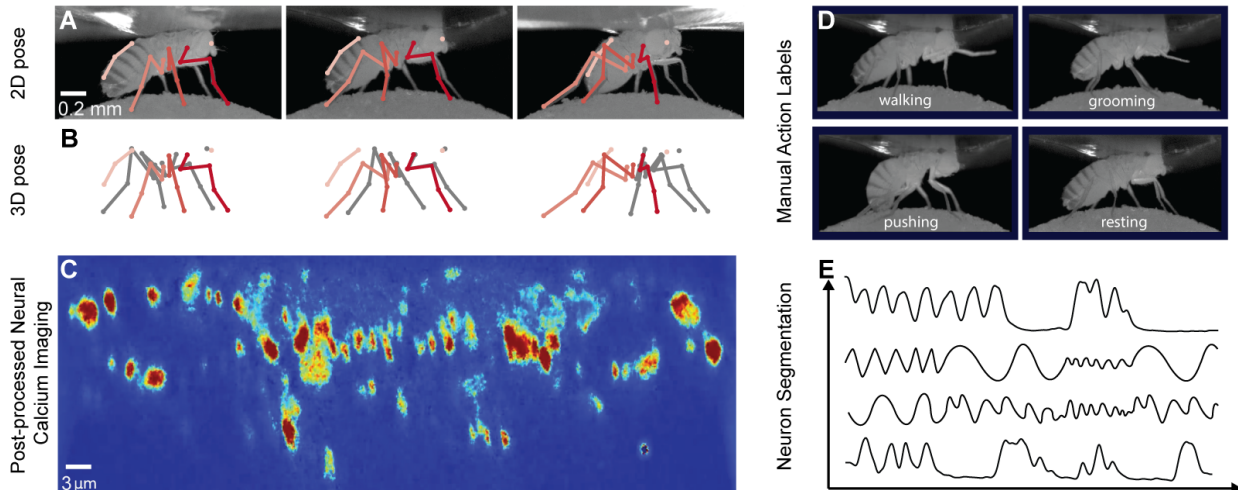 A
2D pose
0.2 mm
B
3D pose
C
Post-processed Neural
Calcium Imaging
3 μm
D
Manual Action Labels
walking
grooming
pushing
resting
E
Neuron Segmentation